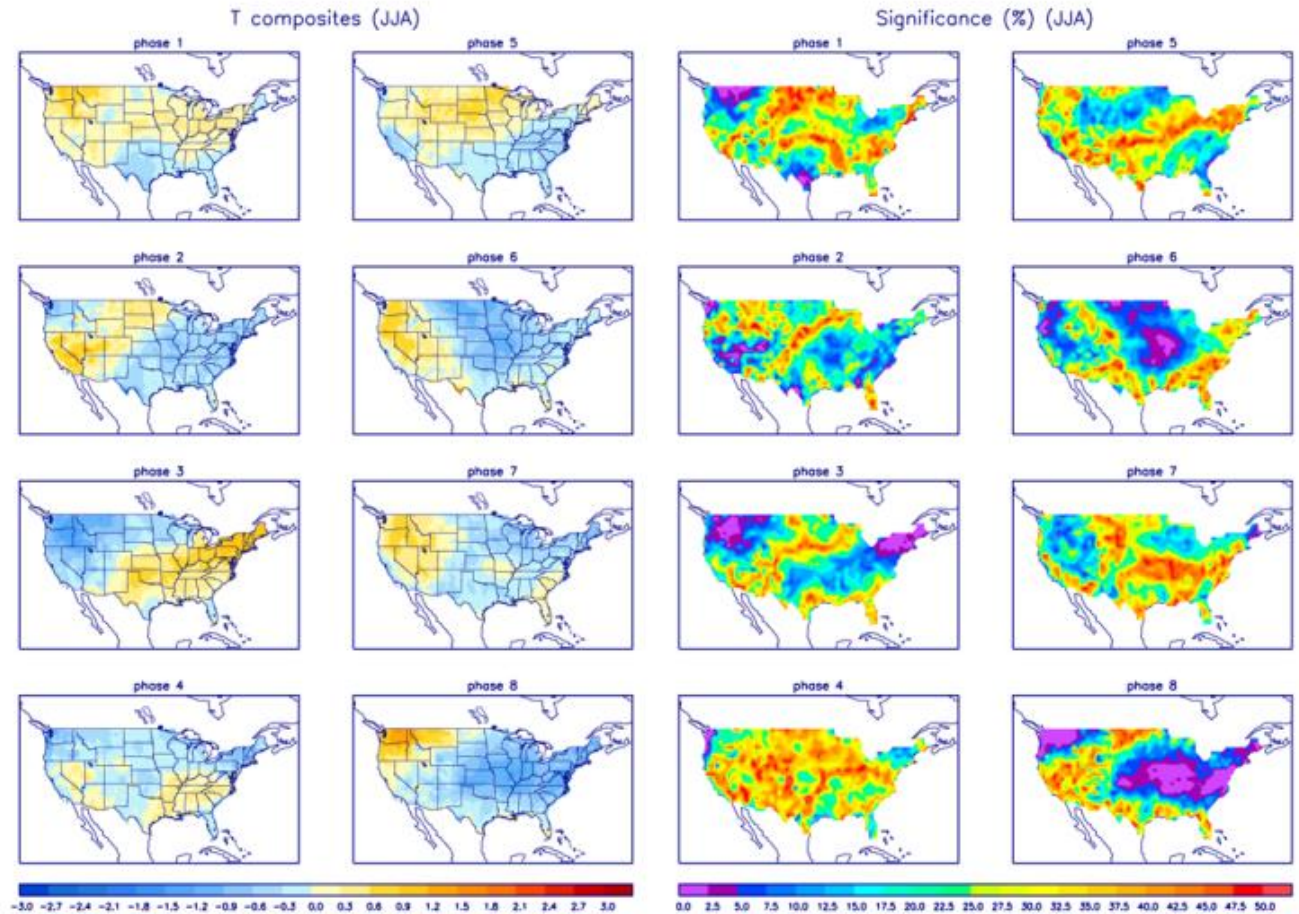 T composites (JJA) Significance (%) (JJA)
phase 1 phase 5 phase 1 phase 5
phase 2 phase 6 phase 2 phase 6
phase 3 phase 7 phase 3 phase 7
phase 4 phase 8 phase 4 phase 8
-3.0 -2.7 -2.4 -2.1 -1.8 -1.5 -1.2 -0.9 -0.6 -0.3 0.0 0.3 0.6 0.9 1.2 1.5 1.8 2.1 2.4 2.7 3.0 0.0 2.5 5.0 7.5 10.0 12.5 15.0 17.5 20.0 22.5 25.0 27.5 30.0 32.5 35.0 37.5 40.0 42.5 45.0 47.5 50.0